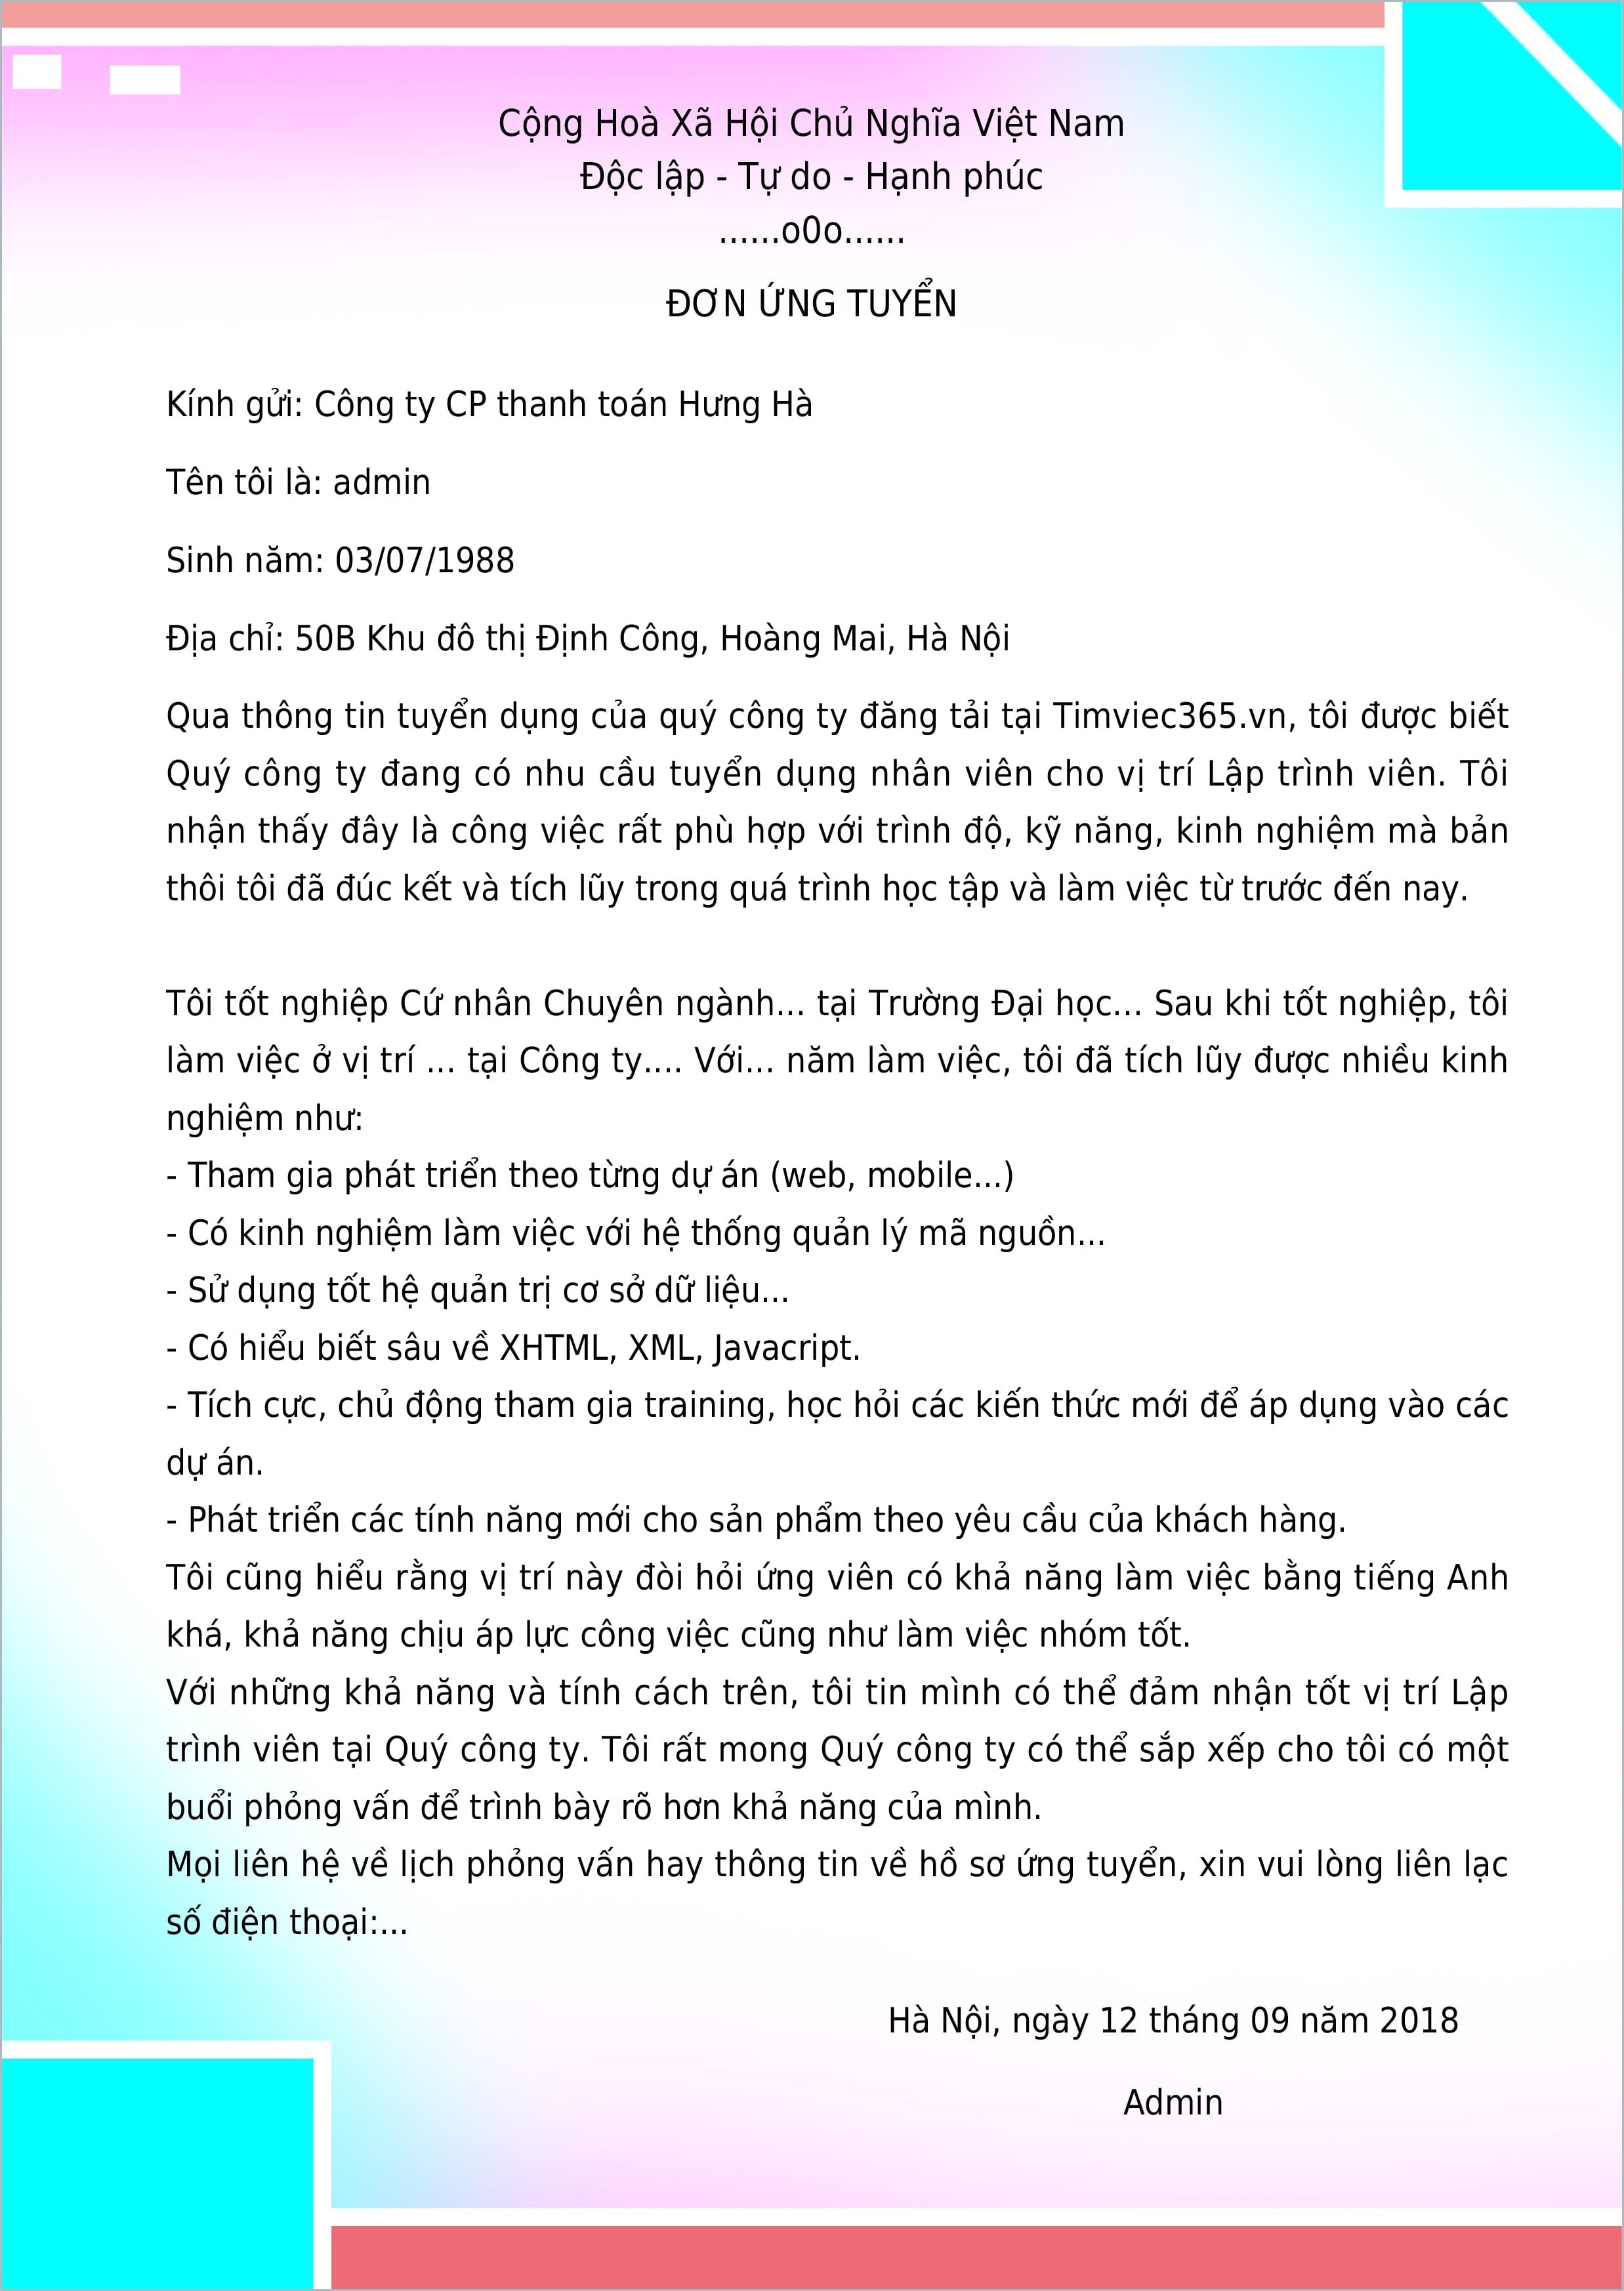 Cộng Hoà Xã Hội Chủ Nghĩa Việt Nam
Độc lập - Tự do - Hạnh phúc
......o0o......
ĐƠN ỨNG TUYỂN
Kính gửi: Công ty CP thanh toán Hưng Hà
Tên tôi là: admin
Sinh năm: 03/07/1988
Địa chỉ: 50B Khu đô thị Định Công, Hoàng Mai, Hà Nội
Qua thông tin tuyển dụng của quý công ty đăng tải tại Timviec365.vn, tôi được biết
Quý công ty đang có nhu cầu tuyển dụng nhân viên cho vị trí Lập trình viên. Tôi
nhận thấy đây là công việc rất phù hợp với trình độ, kỹ năng, kinh nghiệm mà bản
thôi tôi đã đúc kết và tích lũy trong quá trình học tập và làm việc từ trước đến nay.
Tôi tốt nghiệp Cứ nhân Chuyên ngành... tại Trường Đại học... Sau khi tốt nghiệp, tôi
làm việc ở vị trí ... tại Công ty.... Với... năm làm việc, tôi đã tích lũy được nhiều kinh
nghiệm như:
- Tham gia phát triển theo từng dự án (web, mobile...)
- Có kinh nghiệm làm việc với hệ thống quản lý mã nguồn...
- Sử dụng tốt hệ quản trị cơ sở dữ liệu...
- Có hiểu biết sâu về XHTML, XML, Javacript.
- Tích cực, chủ động tham gia training, học hỏi các kiến thức mới để áp dụng vào các
dự án.
- Phát triển các tính năng mới cho sản phẩm theo yêu cầu của khách hàng.
Tôi cũng hiểu rằng vị trí này đòi hỏi ứng viên có khả năng làm việc bằng tiếng Anh
khá, khả năng chịu áp lực công việc cũng như làm việc nhóm tốt.
Với những khả năng và tính cách trên, tôi tin mình có thể đảm nhận tốt vị trí Lập
trình viên tại Quý công ty. Tôi rất mong Quý công ty có thể sắp xếp cho tôi có một
buổi phỏng vấn để trình bày rõ hơn khả năng của mình.
Mọi liên hệ về lịch phỏng vấn hay thông tin về hồ sơ ứng tuyển, xin vui lòng liên lạc
số điện thoại:...
Hà Nội, ngày 12 tháng 09 năm 2018
Admin